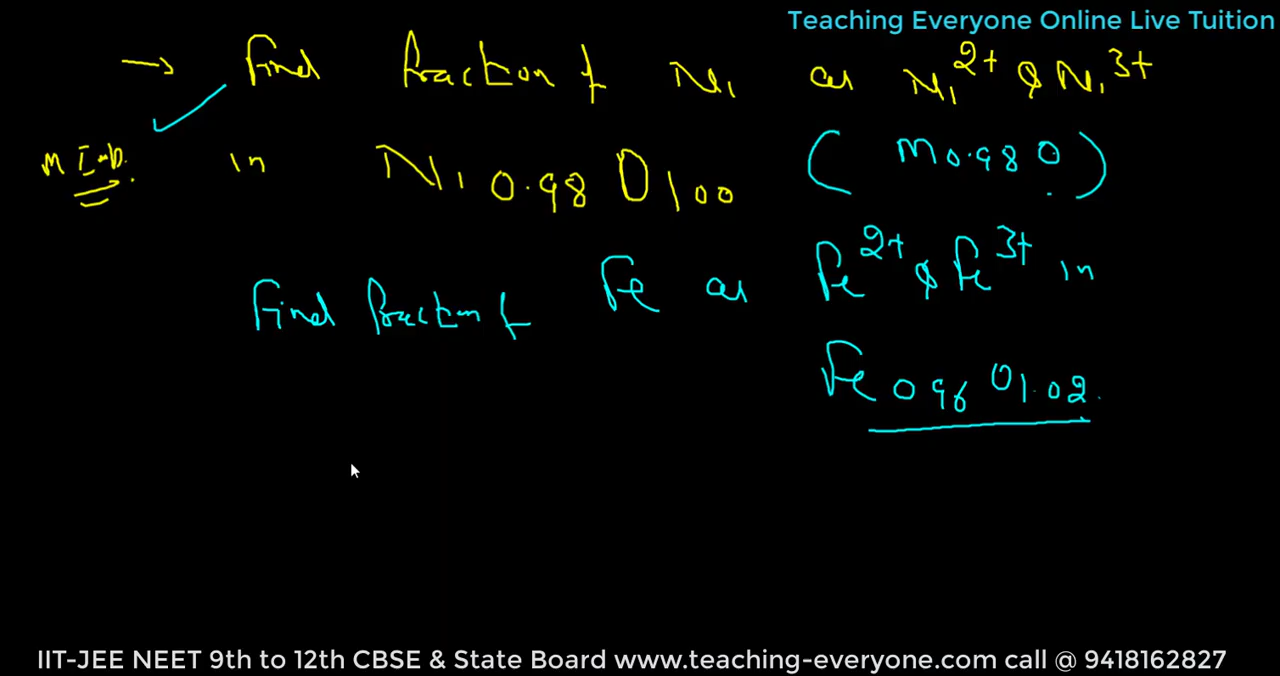 Teaching Everyone Online Live Tuition
→ Find fraction of Ni as Ni²⁺ & Ni³⁺
M Imp. in Ni0.98O1.00 (M0.98O)
Find fraction of Fe as Fe²⁺ & Fe³⁺ in
Fe0.96O1.02.
IIT-JEE NEET 9th to 12th CBSE & State Board www.teaching-everyone.com call @ 9418162827